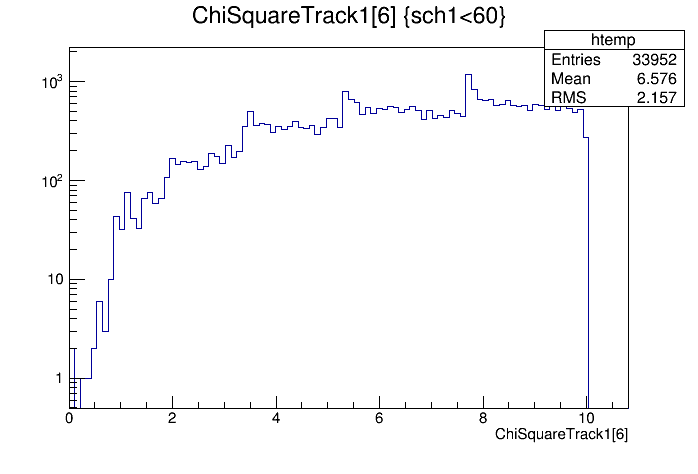 ChiSquareTrack1[6] {sch1<60}
htemp
Entries 33952
Mean 6.576
RMS 2.157
10³
10²
10
1
0 2 4 6 8 10
ChiSquareTrack1[6]